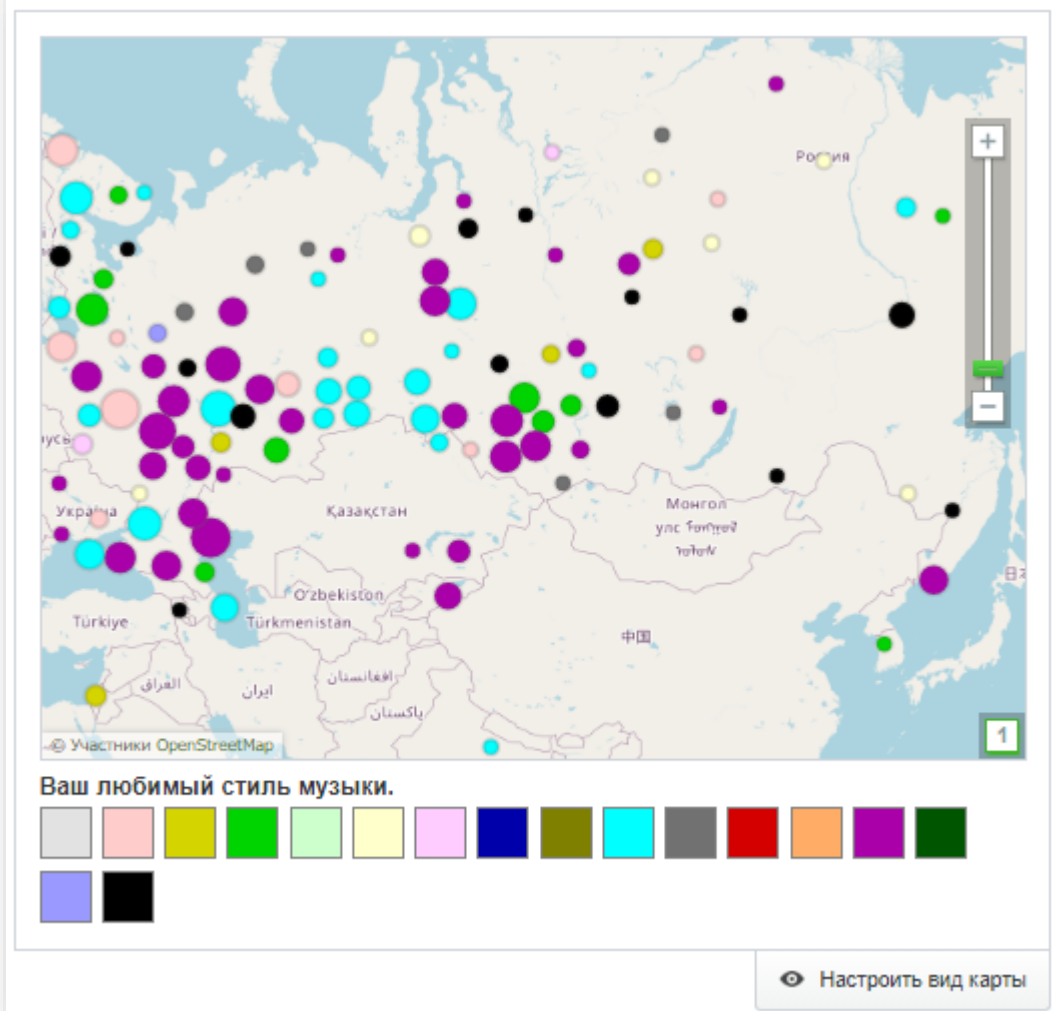 +
Россия
−
Україна
Қазақстан
Монгол
улс
O'zbekiston
Türkiye
Türkmenistan
中国
العراق
ایران
افغانستان
پاکستان
© Участники OpenStreetMap
1
Ваш любимый стиль музыки.
Настроить вид карты